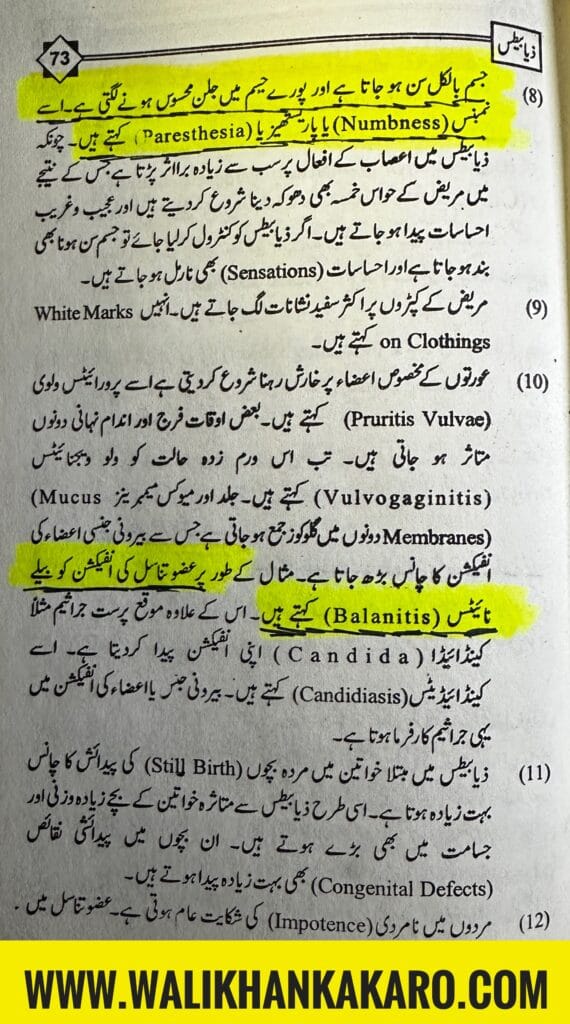 73
ذیابیطس
(8) جسم بالکل سن ہو جاتا ہے اور پورے جسم میں جلن محسوس ہونے لگتی ہے۔ اسے
نمبنس (Numbness) یا پارستھیزیا (Paresthesia) کہتے ہیں۔ چونکہ
ذیابیطس میں اعصاب کے افعال پر سب سے زیادہ برا اثر پڑتا ہے جس کے نتیجے
میں مریض کے حواس خمسہ بھی دھوکہ دینا شروع کر دیتے ہیں اور عجیب و غریب
احساسات پیدا ہو جاتے ہیں۔ اگر ذیابیطس کو کنٹرول کر لیا جائے تو جسم سن ہونا بھی
بند ہو جاتا ہے اور احساسات (Sensations) بھی نارمل ہو جاتے ہیں۔
(9) مریض کے کپڑوں پر اکثر سفید نشانات لگ جاتے ہیں۔ انہیں White Marks
on Clothings کہتے ہیں۔
(10) عورتوں کے مخصوص اعضاء پر خارش رہنا شروع کر دیتی ہے اسے پرورائیٹس ولوی
(Pruritis Vulvae) کہتے ہیں۔ بعض اوقات فرج اور اندام نہانی دونوں
متاثر ہو جاتی ہیں۔ تب اس ورم زدہ حالت کو ولو ویجنائیٹس
(Vulvogaginitis) کہتے ہیں۔ جلد اور میوکس میمبرینز (Mucus
Membranes) دونوں میں گلوکوز جمع ہو جاتی ہے جس سے بیرونی جنسی اعضاء کی
انفیکشن کا چانس بڑھ جاتا ہے۔ مثال کے طور پر عضو تناسل کی انفیکشن کو بیلے
نائیٹس (Balanitis) کہتے ہیں۔ اس کے علاوہ موقع پرست جراثیم مثلاً
کینڈائیڈا (Candida) اپنی انفیکشن پیدا کر دیتا ہے۔ اسے
کینڈائیڈیٹس (Candidiasis) کہتے ہیں۔ بیرونی جنسی یا اعضاء کی انفیکشن میں
یہی جراثیم کارفرما ہوتا ہے۔
(11) ذیابیطس میں مبتلا خواتین میں مردہ بچوں (Still Birth) کی پیدائش کا چانس
بہت زیادہ ہوتا ہے۔ اسی طرح ذیابیطس سے متاثرہ خواتین کے بچے زیادہ وزنی اور
جسامت میں بھی بڑے ہوتے ہیں۔ ان بچوں میں پیدائشی نقائص
(Congenital Defects) بھی بہت زیادہ پیدا ہوتے ہیں۔
(12) مردوں میں نامردی (Impotence) کی شکایت عام ہوتی ہے۔ عضو تناسل میں
WWW.WALIKHANKAKARO.COM